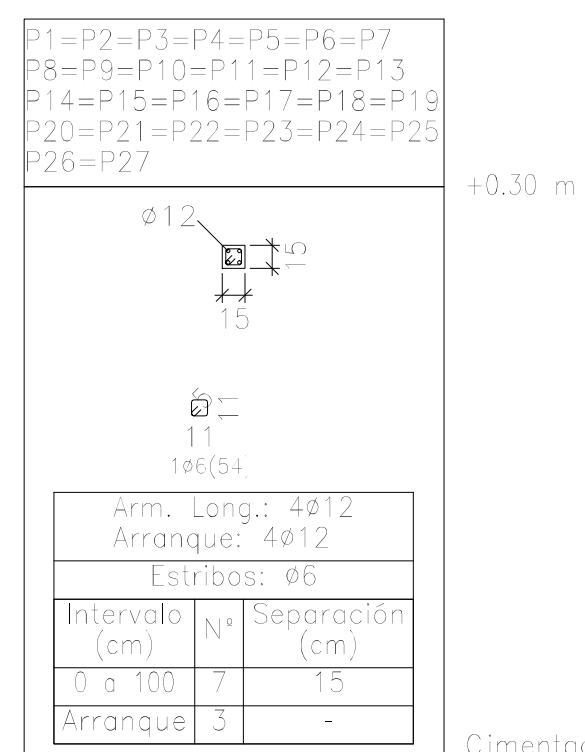 P1=P2=P3=P4=P5=P6=P7
P8=P9=P10=P11=P12=P13
P14=P15=P16=P17=P18=P19
P20=P21=P22=P23=P24=P25
P26=P27
+0.30 m
Ø12
15
15
5
11
11
1Ø6(54)
Arm. Long.: 4Ø12
Arranque: 4Ø12
Estribos: Ø6
Intervalo (cm) Nº Separación (cm)
0 a 100 7 15
Arranque 3 -